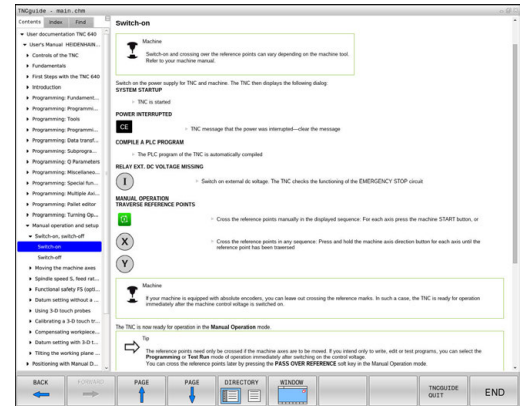 TNCguide - main.chm
Contents Index Find
User documentation TNC 640
User's Manual HEIDENHAIN...
Controls of the TNC
Fundamentals
First Steps with the TNC 640
Introduction
Programming: Fundament...
Programming: Programmi...
Programming: Tools
Programming: Programmi...
Programming: Data transf...
Programming: Subprogra...
Programming: Q Parameters
Programming: Miscellaneo...
Programming: Special fun...
Programming: Multiple Axi...
Programming: Pallet editor
Programming: Turning Op...
Manual operation and setup
Switch-on, switch-off
Switch-on
Switch-off
Moving the machine axes
Spindle speed S, feed rat...
Functional safety FS (opti...
Datum setting without a ...
Using 3-D touch probes
Calibrating a 3-D touch tr...
Compensating workpiece...
Datum setting with 3-D t...
Tilting the working plane ...
Positioning with Manual D...
Switch-on
Machine
Switch-on and crossing over the reference points can vary depending on the machine tool.
Refer to your machine manual.
Switch on the power supply for TNC and machine. The TNC then displays the following dialog:
SYSTEM STARTUP
TNC is started
POWER INTERRUPTED
CE
TNC message that the power was interrupted—clear the message
COMPILE A PLC PROGRAM
The PLC program of the TNC is automatically compiled
RELAY EXT. DC VOLTAGE MISSING
I
Switch on external dc voltage. The TNC checks the functioning of the EMERGENCY STOP circuit
MANUAL OPERATION
TRAVERSE REFERENCE POINTS
Cross the reference points manually in the displayed sequence: For each axis press the machine START button, or
X
Cross the reference points in any sequence: Press and hold the machine axis direction button for each axis until the
reference point has been traversed
Y
Machine
If your machine is equipped with absolute encoders, you can leave out crossing the reference marks. In such a case, the TNC is ready for operation
immediately after the machine control voltage is switched on.
The TNC is now ready for operation in the Manual Operation mode
Tip
The reference points need only be crossed if the machine axes are to be moved. If you intend only to write, edit or test programs, you can select the
Programming or Test Run mode of operation immediately after switching on the control voltage.
You can cross the reference points later by pressing the PASS OVER REFERENCE soft key in the Manual Operation mode.
BACK
FORWARD
PAGE
PAGE
DIRECTORY
WINDOW
TNCGUIDE
QUIT
END